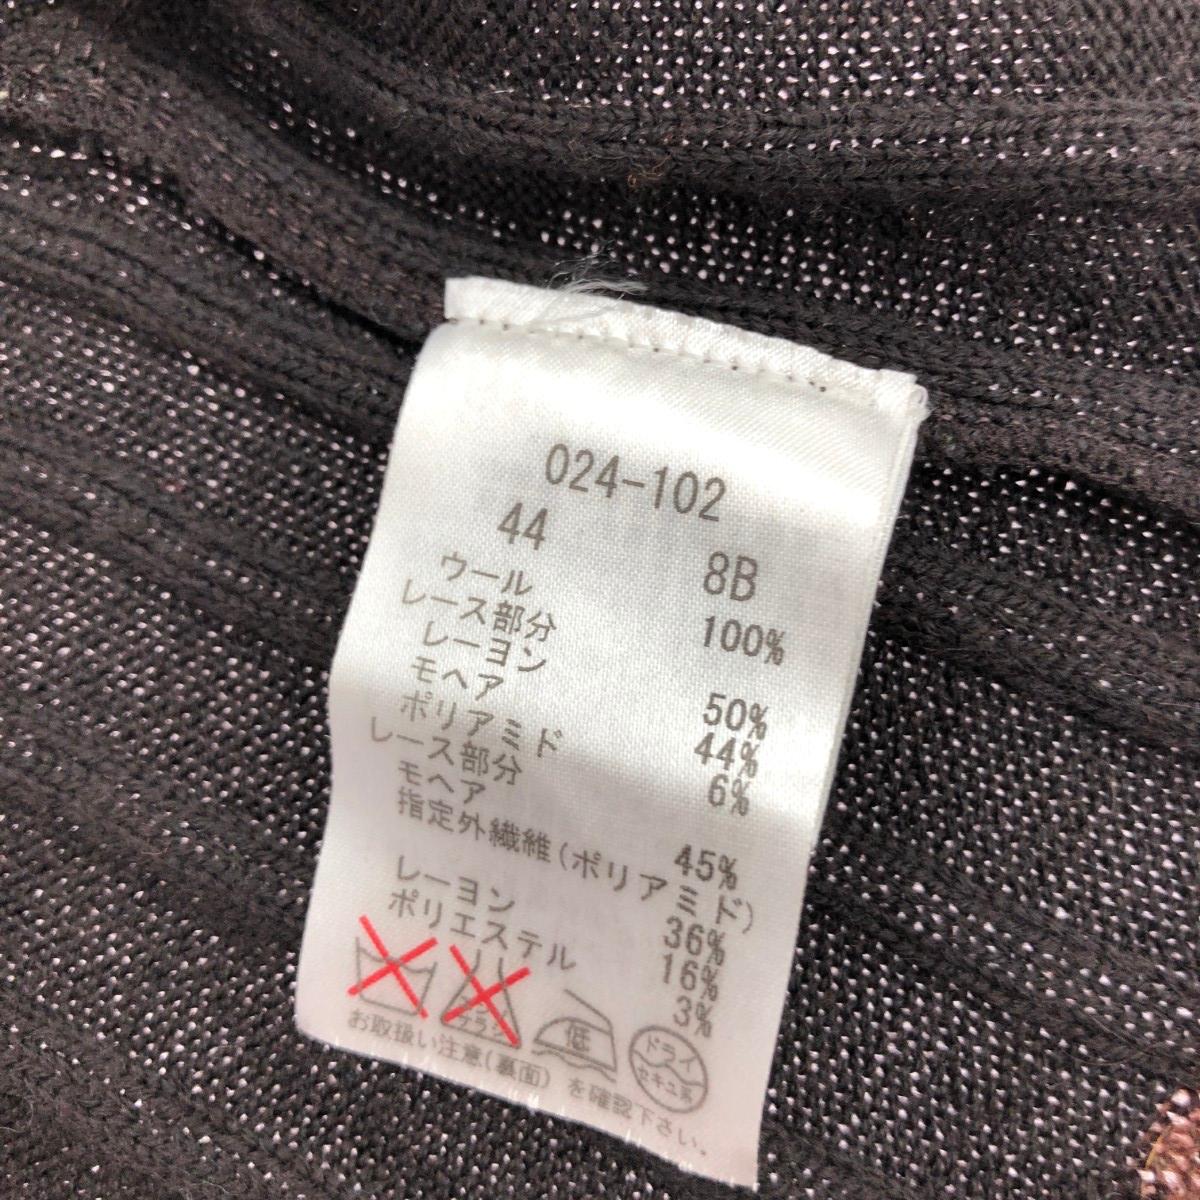 024-102
44 8B
ウール 100%
レース部分
レーヨン 50%
モヘア 44%
ポリアミド 6%
レース部分
モヘア 45%
指定外繊維(ポリアミド)
36%
レーヨン 16%
ポリエステル 3%
エンソ
低
ドライ
セキユ系
お取扱い注意(裏面)を確認下さい.